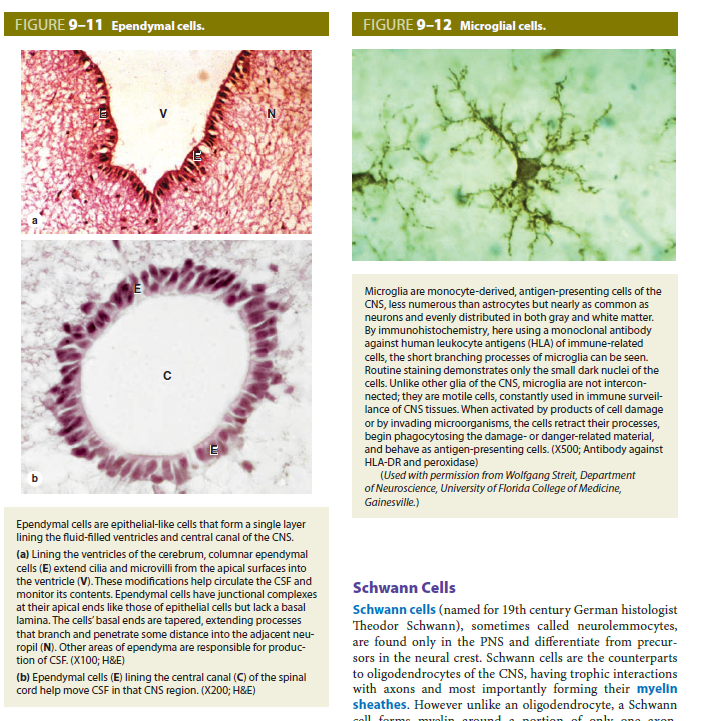 FIGURE 9–11 Ependymal cells.
E
V
N
E
a
E
C
E
b
Ependymal cells are epithelial-like cells that form a single layer
lining the fluid-filled ventricles and central canal of the CNS.
(a) Lining the ventricles of the cerebrum, columnar ependymal
cells (E) extend cilia and microvilli from the apical surfaces into
the ventricle (V). These modifications help circulate the CSF and
monitor its contents. Ependymal cells have junctional complexes
at their apical ends like those of epithelial cells but lack a basal
lamina. The cells' basal ends are tapered, extending processes
that branch and penetrate some distance into the adjacent neu-
ropil (N). Other areas of ependyma are responsible for produc-
tion of CSF. (X100; H&E)
(b) Ependymal cells (E) lining the central canal (C) of the spinal
cord help move CSF in that CNS region. (X200; H&E)
FIGURE 9–12 Microglial cells.
Microglia are monocyte-derived, antigen-presenting cells of the
CNS, less numerous than astrocytes but nearly as common as
neurons and evenly distributed in both gray and white matter.
By immunohistochemistry, here using a monoclonal antibody
against human leukocyte antigens (HLA) of immune-related
cells, the short branching processes of microglia can be seen.
Routine staining demonstrates only the small dark nuclei of the
cells. Unlike other glia of the CNS, microglia are not intercon-
nected; they are motile cells, constantly used in immune surveil-
lance of CNS tissues. When activated by products of cell damage
or by invading microorganisms, the cells retract their processes,
begin phagocytosing the damage- or danger-related material,
and behave as antigen-presenting cells. (X500; Antibody against
HLA-DR and peroxidase)
(Used with permission from Wolfgang Streit, Department
of Neuroscience, University of Florida College of Medicine,
Gainesville.)
Schwann Cells
Schwann cells (named for 19th century German histologist
Theodor Schwann), sometimes called neurolemmocytes,
are found only in the PNS and differentiate from precur-
sors in the neural crest. Schwann cells are the counterparts
to oligodendrocytes of the CNS, having trophic interactions
with axons and most importantly forming their myelin
sheathes. However unlike an oligodendrocyte, a Schwann
cell forms myelin around a portion of only one axon.